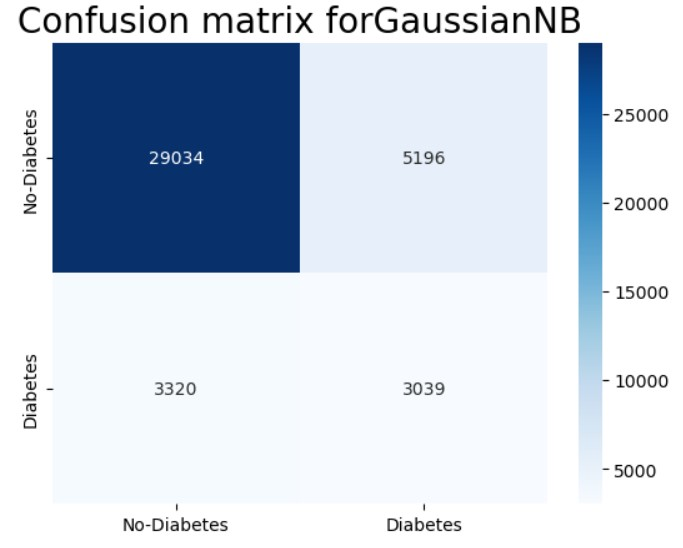 Confusion matrix forGaussianNB
No-Diabetes
29034
5196
Diabetes
3320
3039
No-Diabetes
Diabetes
25000
20000
15000
10000
5000